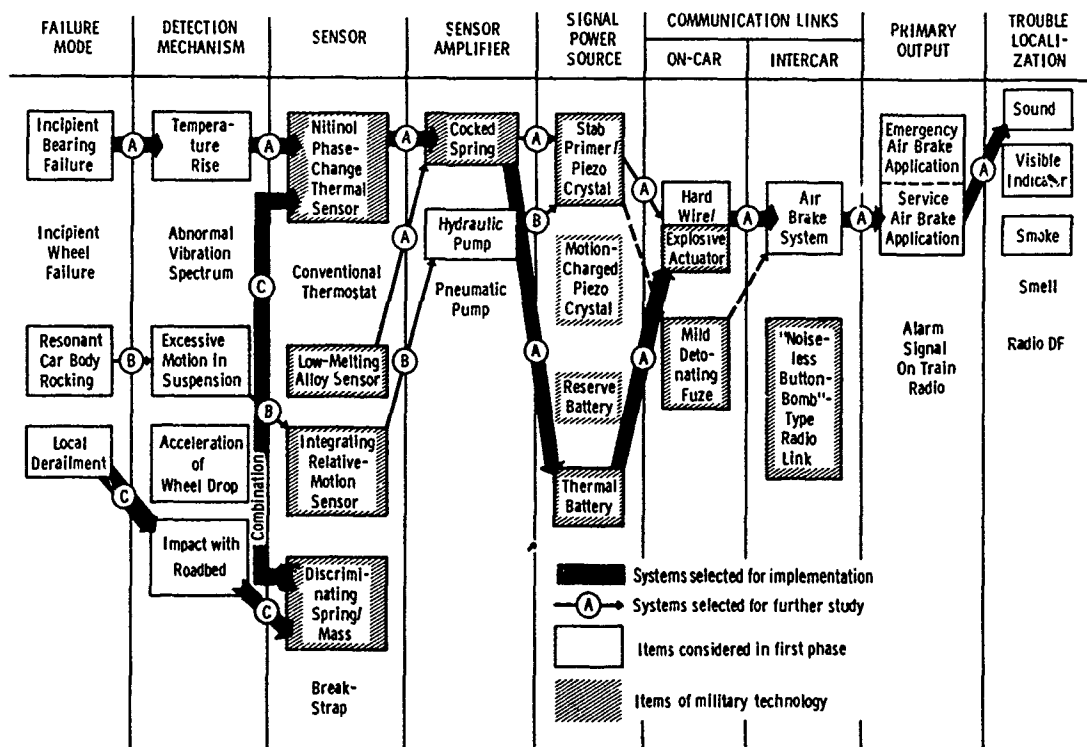 FAILURE
MODE
DETECTION
MECHANISM
SENSOR
SENSOR
AMPLIFIER
SIGNAL
POWER
SOURCE
COMMUNICATION LINKS
ON-CAR
INTERCAR
PRIMARY
OUTPUT
TROUBLE
LOCALI-
ZATION
Incipient
Bearing
Failure
Incipient
Wheel
Failure
Resonant
Car Body
Rocking
Local
Derailment
A
B
C
Tempera-
ture
Rise
Abnormal
Vibration
Spectrum
Excessive
Motion in
Suspension
Acceleration
of
Wheel Drop
Impact with
Roadbed
A
C
B
Combination
C
Nitinol
Phase-
Change
Thermal
Sensor
Conventional
Thermostat
Low-Melting
Alloy Sensor
Integrating
Relative-
Motion
Sensor
Discrimi-
nating
Spring/
Mass
Break-
Strap
A
A
B
Cocked
Spring
Hydraulic
Pump
Pneumatic
Pump
A
B
A
Stab
Primer/
Piezo
Crystal
Motion-
Charged
Piezo
Crystal
Reserve
Battery
Thermal
Battery
A
A
Hard
Wire/
Explosive
Actuator
Mild
Deto-
nating
Fuze
A
Air
Brake
System
"Noise-
less
Button-
Bomb"-
Type
Radio
Link
A
Emergency
Air Brake
Application
Service
Air Brake
Application
Alarm
Signal
On Train
Radio
A
Sound
Visible
Indicator
Smoke
Smell
Radio DF
Systems selected for implementation
A Systems selected for further study
Items considered in first phase
Items of military technology